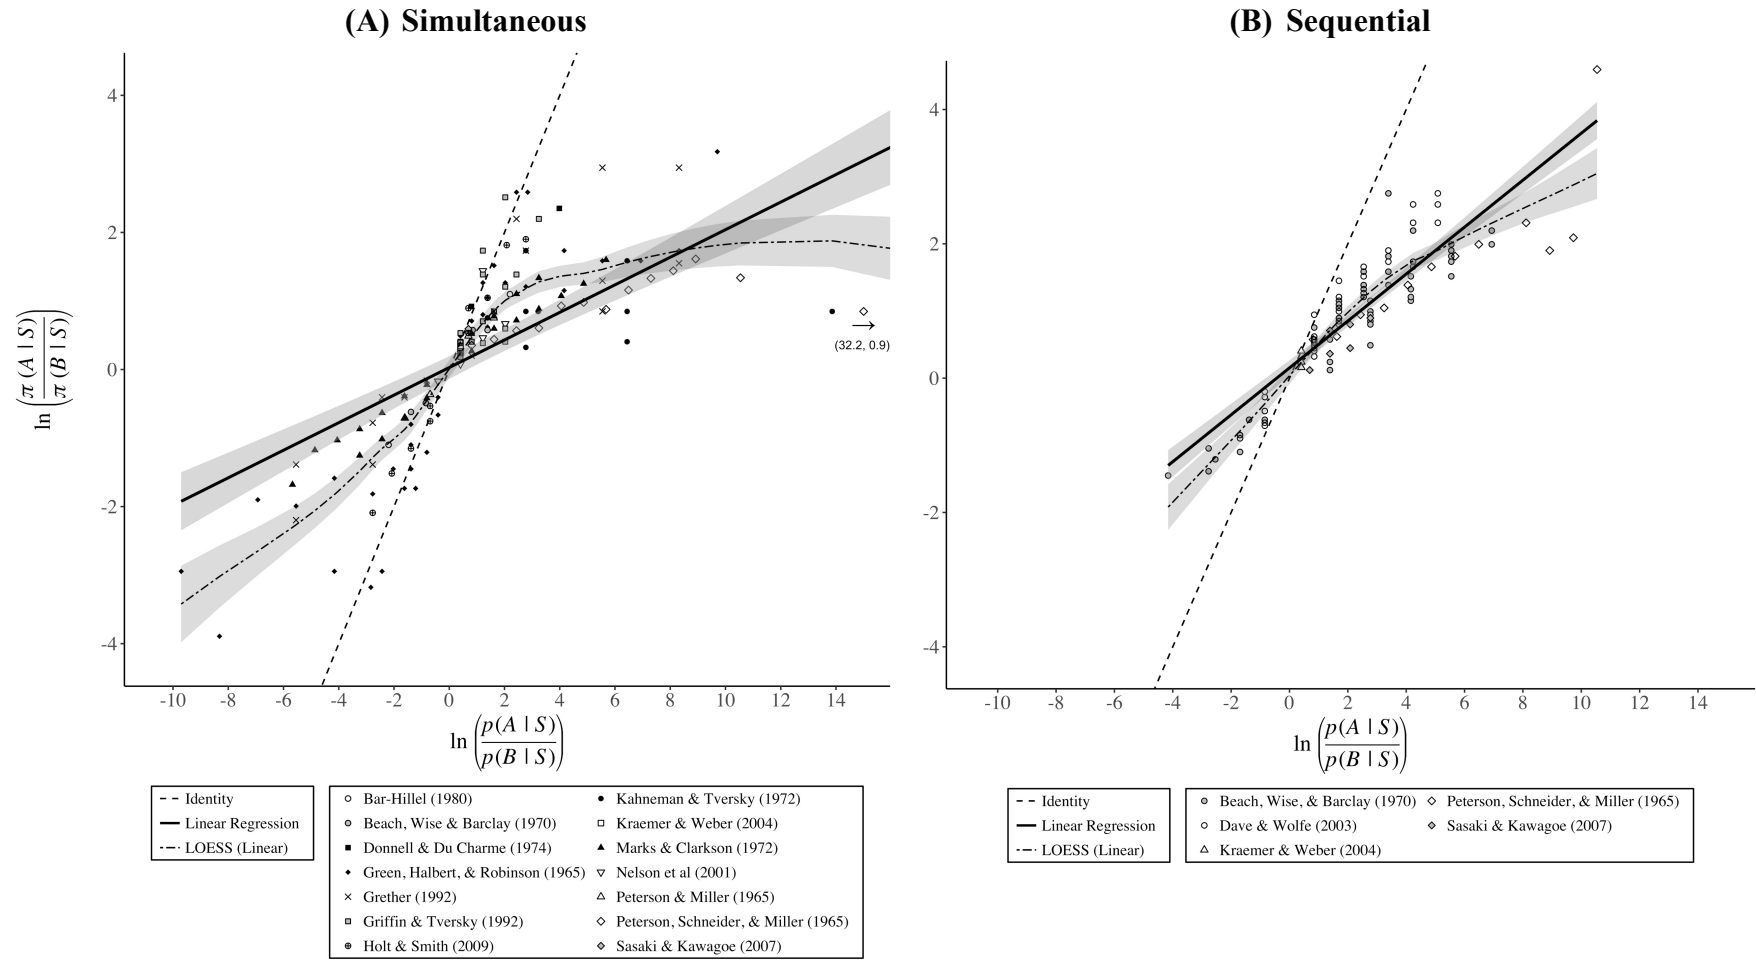 (A) Simultaneous
4
2
0
-2
-4
ln (π (A | S) / π (B | S))
(32.2, 0.9)
-10 -8 -6 -4 -2 0 2 4 6 8 10 12 14
ln (p(A | S) / p(B | S))
Identity
Linear Regression
LOESS (Linear)
Bar-Hillel (1980)
Beach, Wise & Barclay (1970)
Donnell & Du Charme (1974)
Green, Halbert, & Robinson (1965)
Grether (1992)
Griffin & Tversky (1992)
Holt & Smith (2009)
Kahneman & Tversky (1972)
Kraemer & Weber (2004)
Marks & Clarkson (1972)
Nelson et al (2001)
Peterson & Miller (1965)
Peterson, Schneider, & Miller (1965)
Sasaki & Kawagoe (2007)
(B) Sequential
4
2
0
-2
-4
-10 -8 -6 -4 -2 0 2 4 6 8 10 12 14
ln (p(A | S) / p(B | S))
Identity
Linear Regression
LOESS (Linear)
Beach, Wise, & Barclay (1970)
Dave & Wolfe (2003)
Kraemer & Weber (2004)
Peterson, Schneider, & Miller (1965)
Sasaki & Kawagoe (2007)